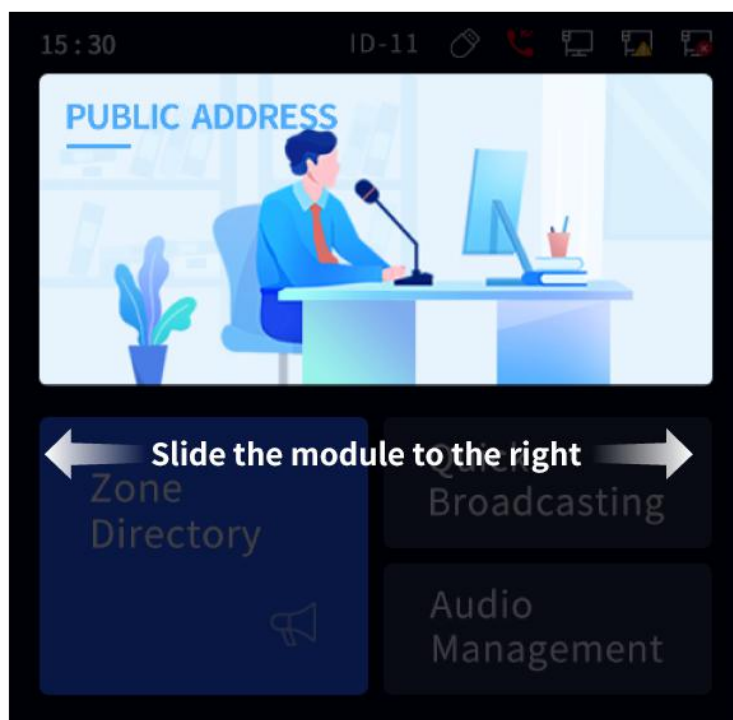 15:30 ID-11
PUBLIC ADDRESS
Slide the module to the right
Zone
Directory
Quick
Broadcasting
Audio
Management